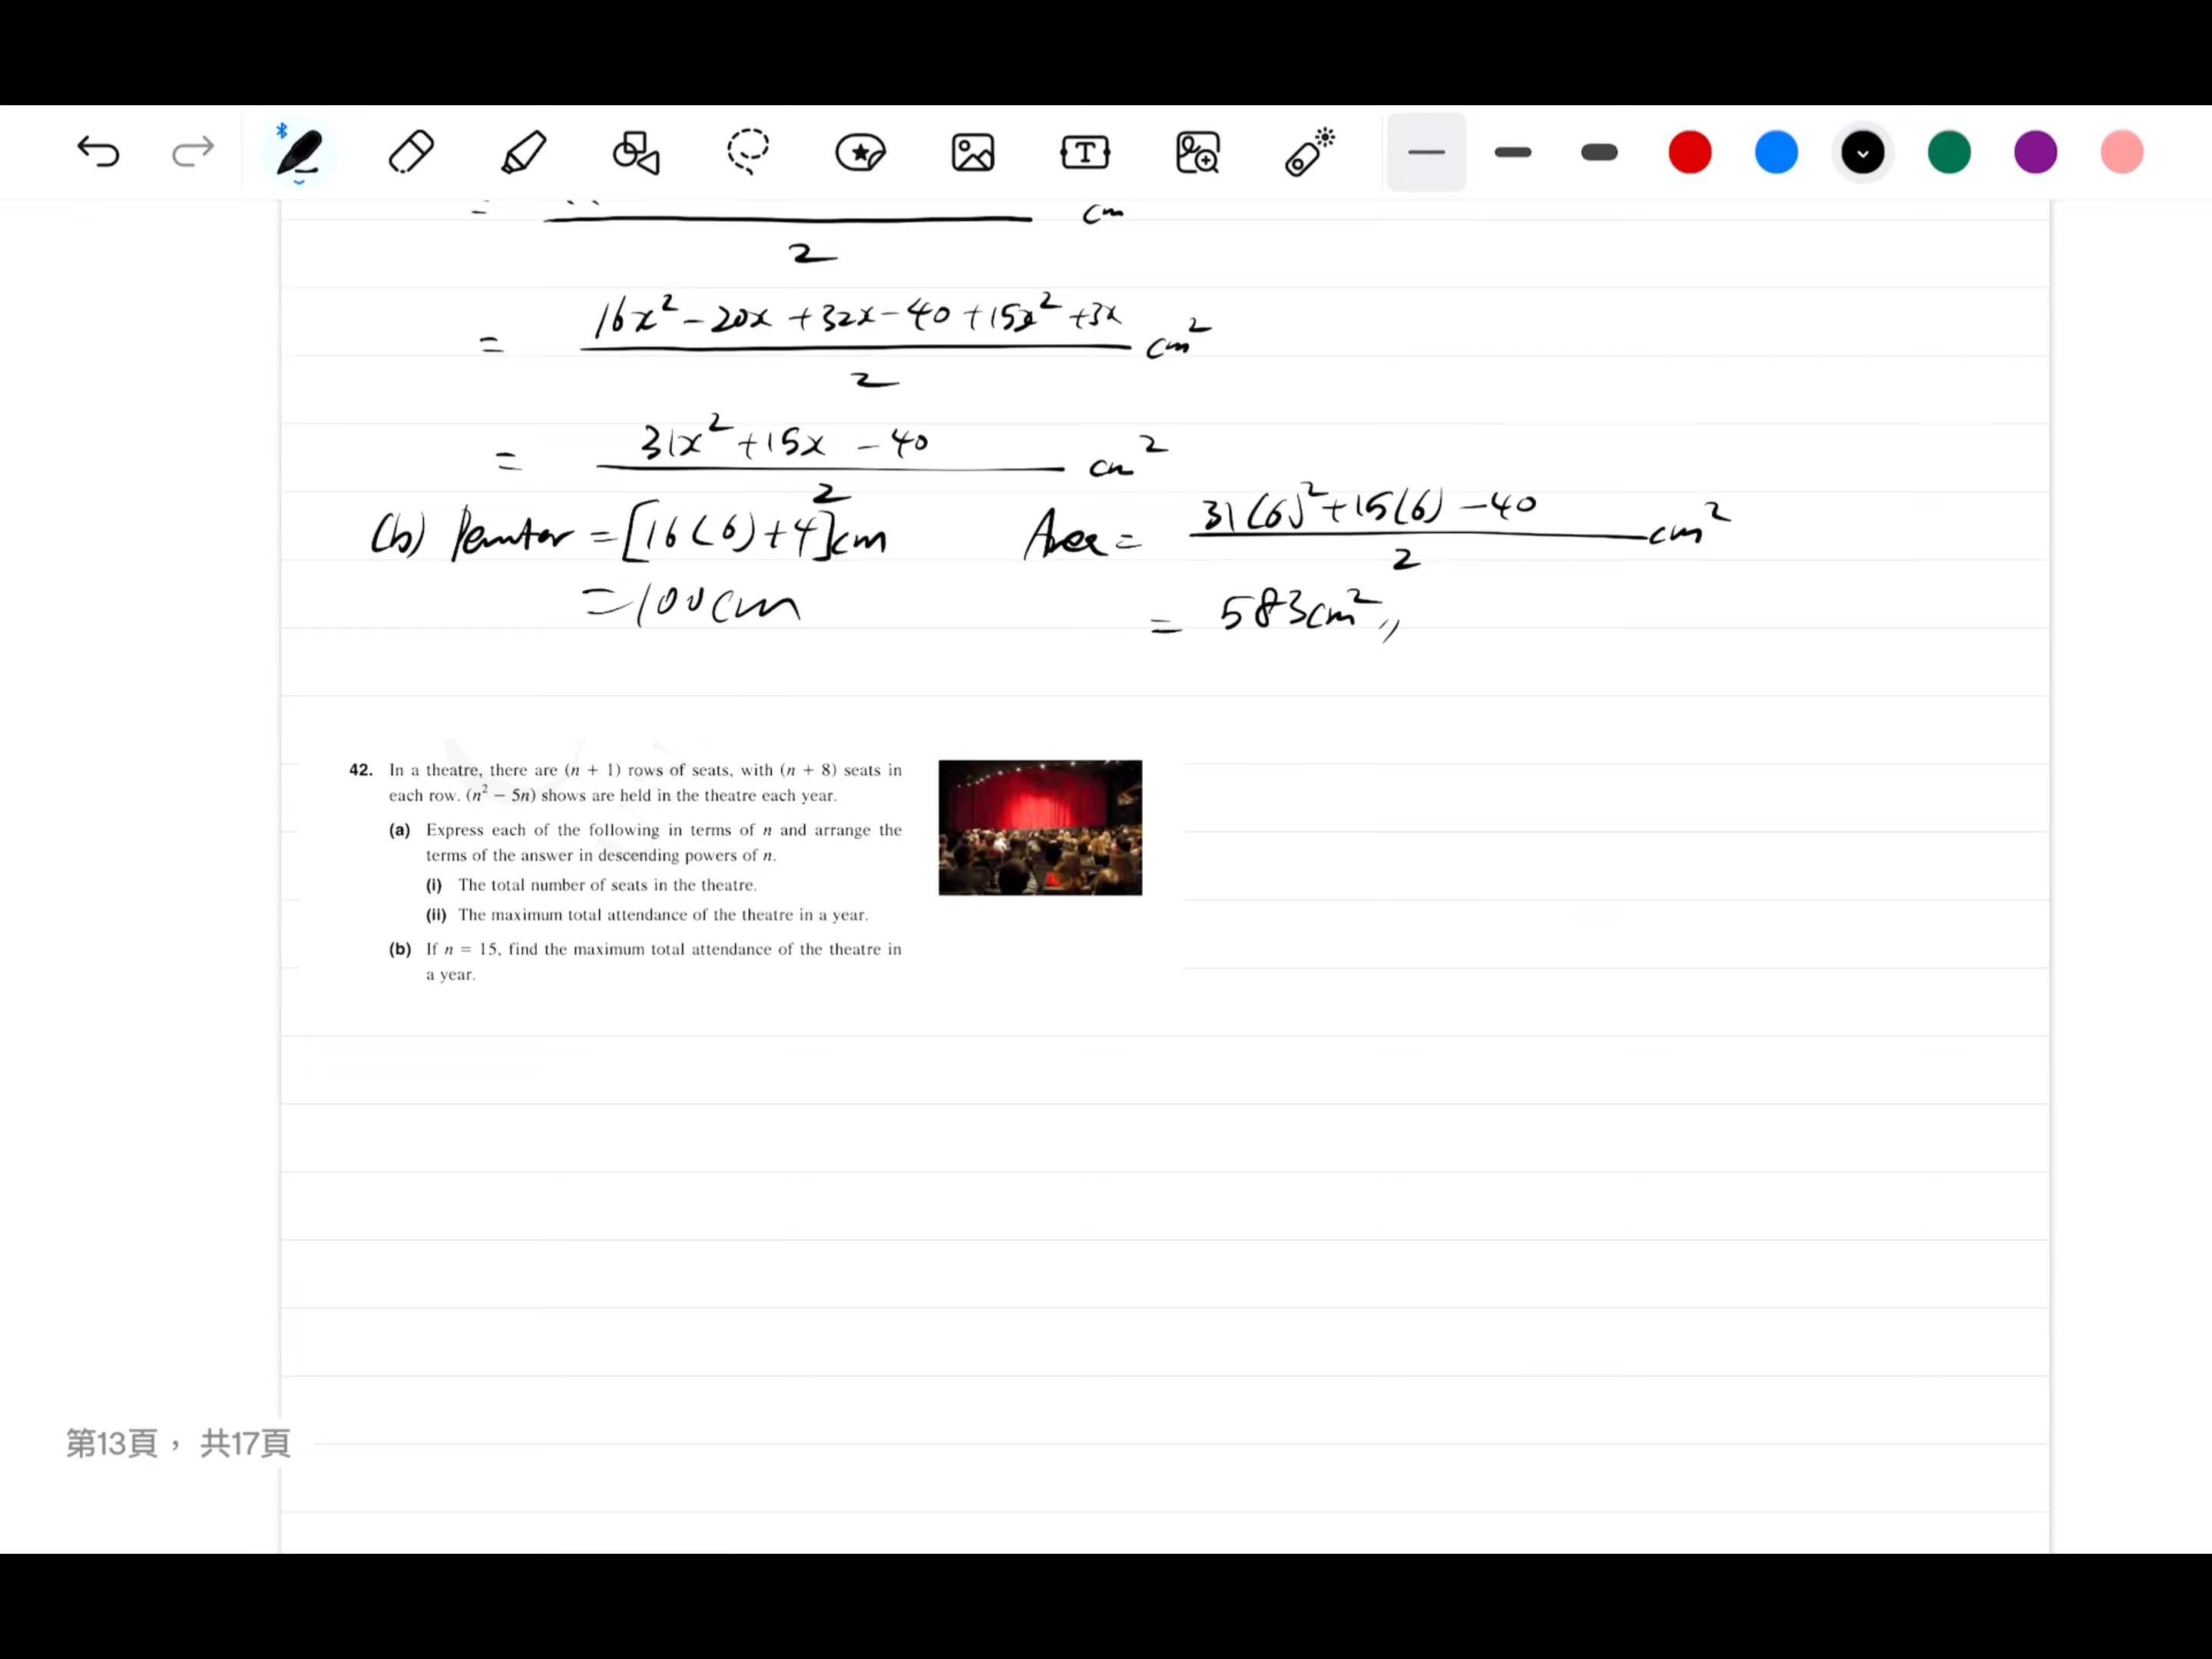 = cm
2
= 16x² - 20x + 32x - 40 + 15x² + 3x cm²
2
= 31x² + 15x - 40 cm²
2
(b) = [16(6) + 4]cm Area = 31(6)² + 15(6) - 40 cm²
2
= 100cm = 583cm²
42. In a theatre, there are (n + 1) rows of seats, with (n + 8) seats in
each row. (n² − 5n) shows are held in the theatre each year.
(a) Express each of the following in terms of n and arrange the
terms of the answer in descending powers of n.
(i) The total number of seats in the theatre.
(ii) The maximum total attendance of the theatre in a year.
(b) If n = 15, find the maximum total attendance of the theatre in
a year.
第13頁， 共17頁